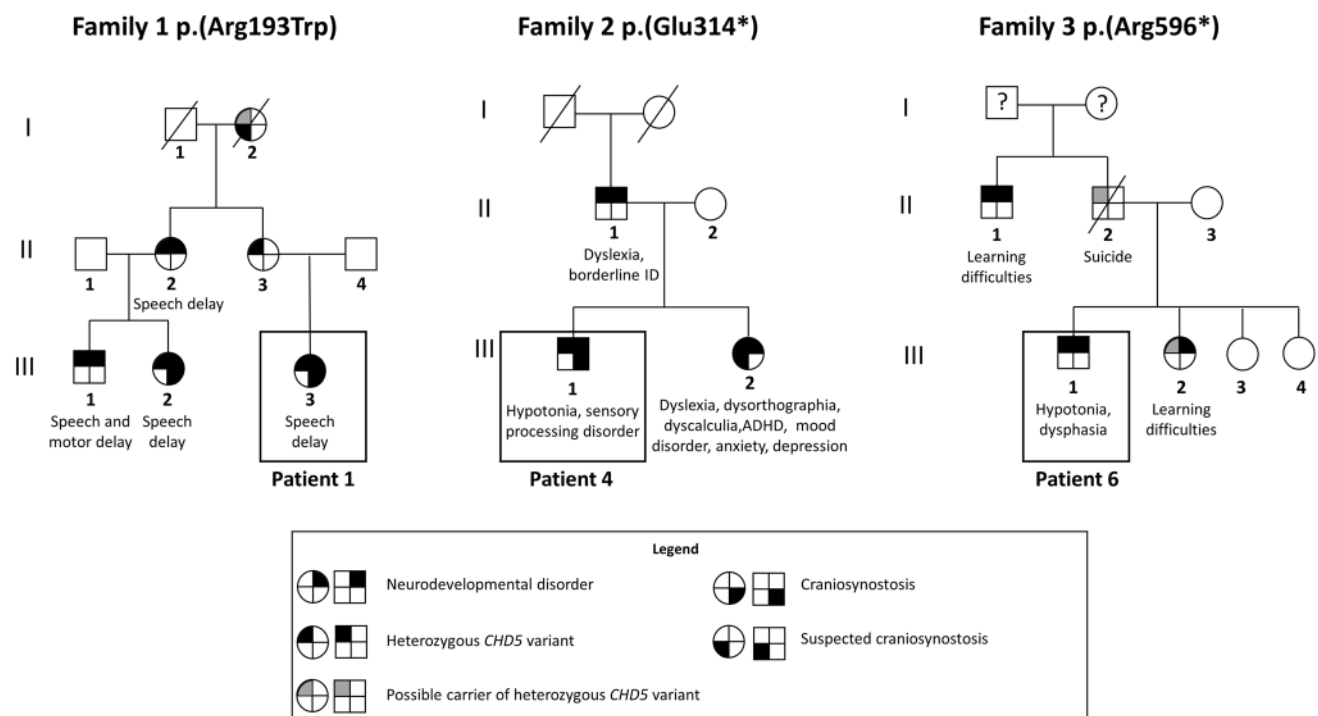 Family 1 p.(Arg193Trp)
Family 2 p.(Glu314*)
Family 3 p.(Arg596*)
I
1
2
II
1
2
3
4
Speech delay
III
1
2
3
Speech and
motor delay
Speech
delay
Speech
delay
Patient 1
I
II
1
2
Dyslexia,
borderline ID
III
1
2
Hypotonia, sensory
processing disorder
Dyslexia, dysorthographia,
dyscalculia,ADHD, mood
disorder, anxiety, depression
Patient 4
I
?
?
II
1
2
3
Learning
difficulties
Suicide
III
1
2
3
4
Hypotonia,
dysphasia
Learning
difficulties
Patient 6
Legend
Neurodevelopmental disorder
Craniosynostosis
Heterozygous CHD5 variant
Suspected craniosynostosis
Possible carrier of heterozygous CHD5 variant